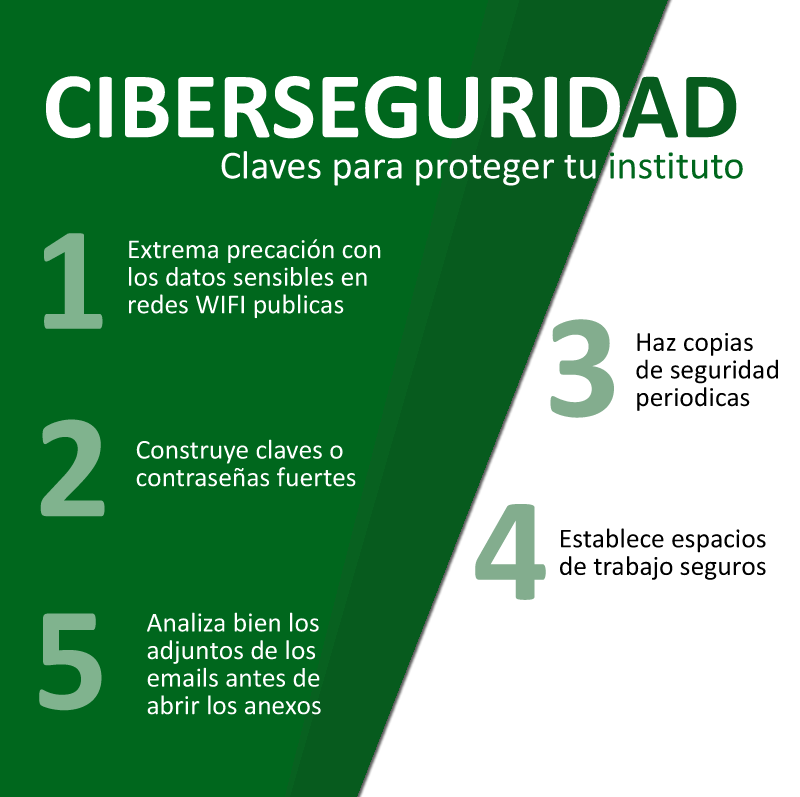 CIBERSEGURIDAD
Claves para proteger tu instituto
1
Extrema precación con
los datos sensibles en
redes WIFI publicas
2
Construye claves o
contraseñas fuertes
3
Haz copias
de seguridad
periodicas
4
Establece espacios
de trabajo seguros
5
Analiza bien los
adjuntos de los
emails antes de
abrir los anexos